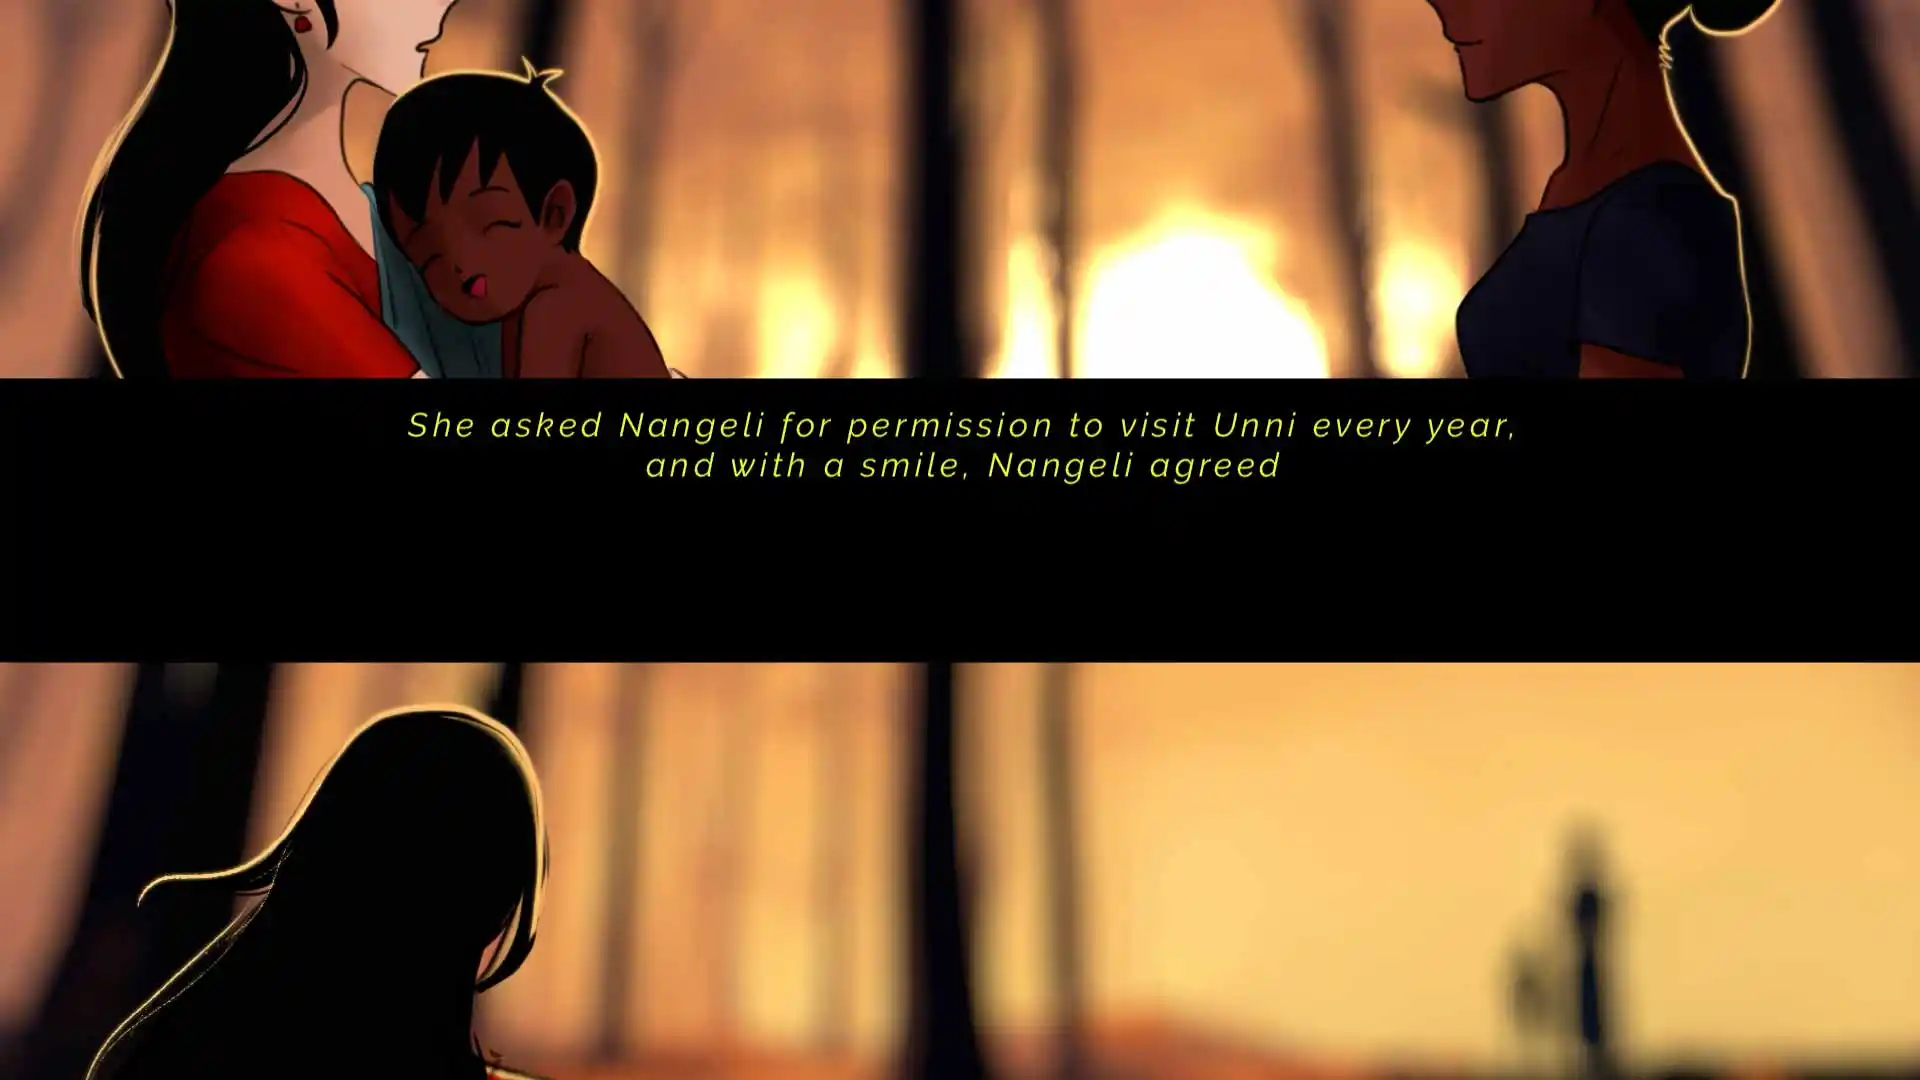 She asked Nangeli for permission to visit Unni every year,
and with a smile, Nangeli agreed